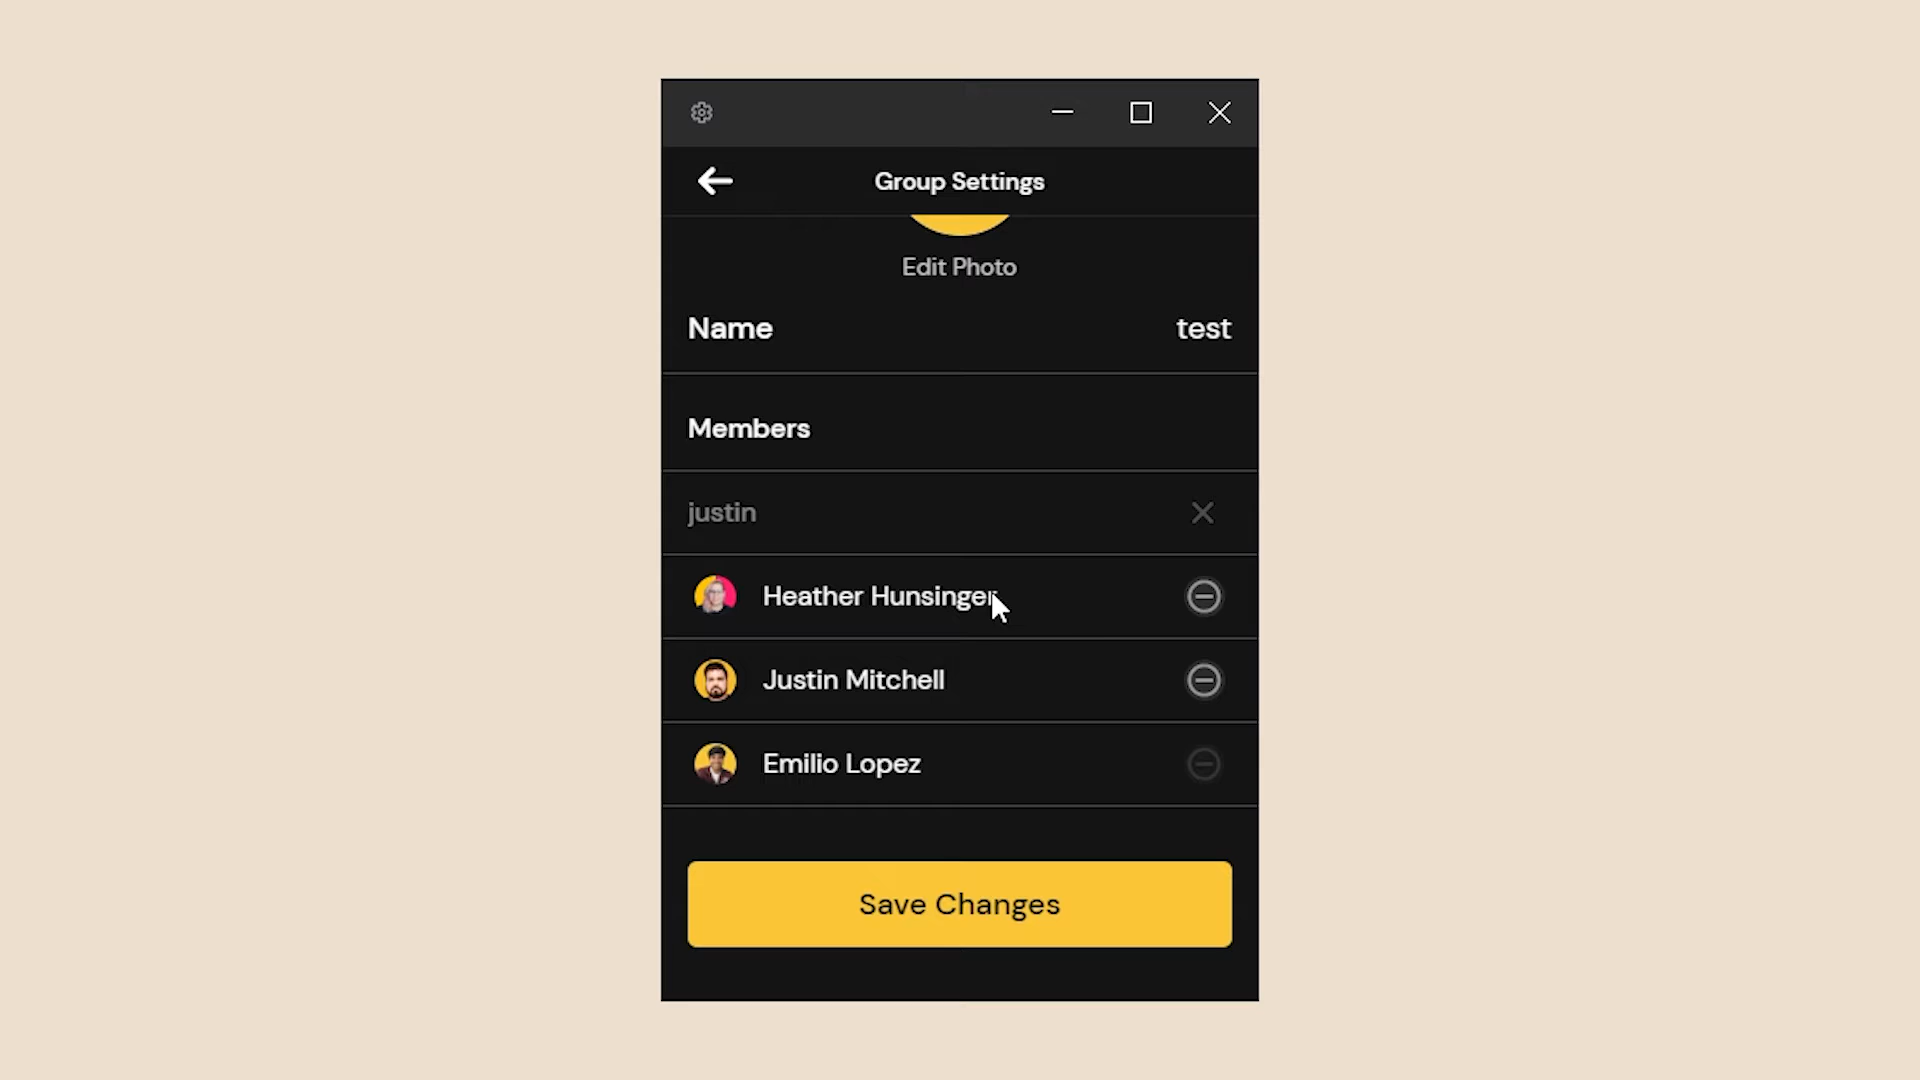 Group Settings
Edit Photo
Name test
Members
justin
Heather Hunsinger
Justin Mitchell
Emilio Lopez
Save Changes